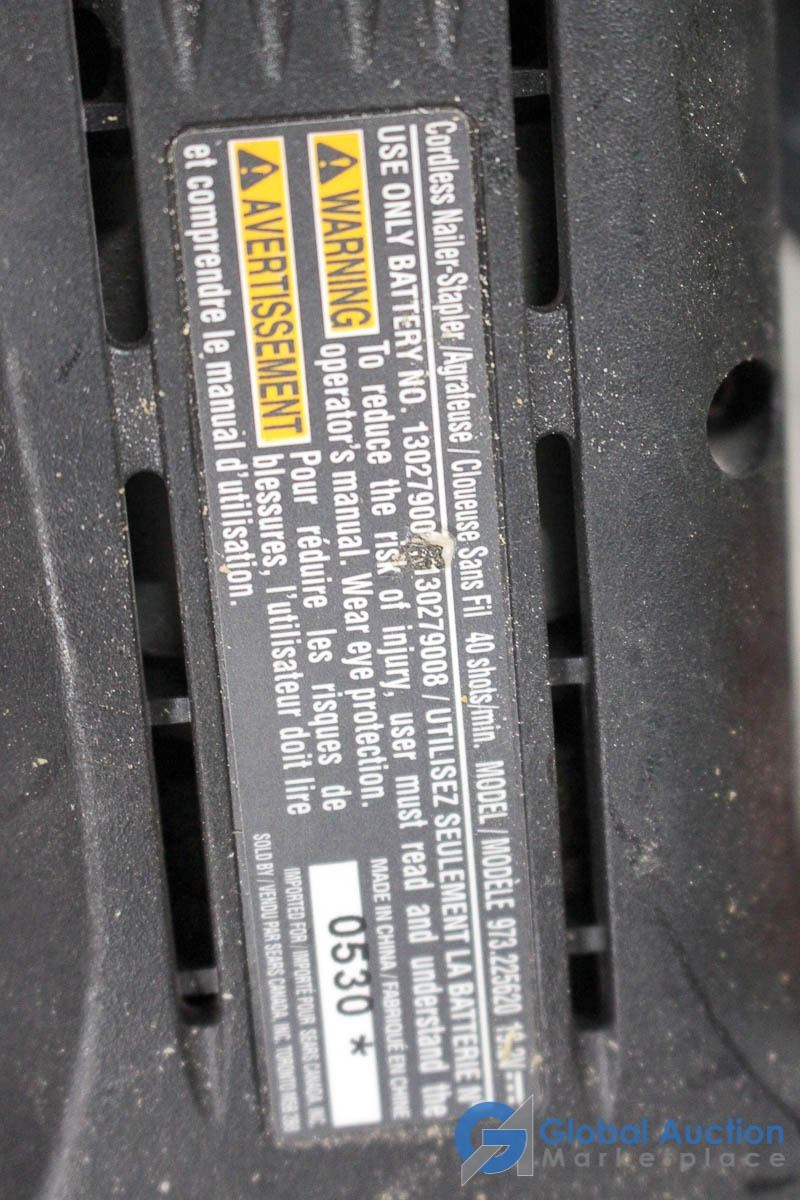 Cordless Nailer-Stapler / Agrafeuse / Cloueuse Sans Fil 40 shots/min. MODEL / MODÈLE 973.225620 19.2V
USE ONLY BATTERY NO. 13027900 130279008 / UTILISEZ SEULEMENT LA BATTERIE
WARNING To reduce the risk of injury, user must read and understand the
operator's manual. Wear eye protection.
AVERTISSEMENT Pour réduire les risques de
blessures, l'utilisateur doit lire
et comprendre le manual d'utilisation.
MADE IN CHINA / FABRIQUÉ EN CHINE
0530 *
IMPORTED FOR / IMPORTÉ POUR SEARS CANADA, INC.
SOLD BY / VENDU PAR SEARS CANADA, INC. TORONTO
Global Auction
Marketplace